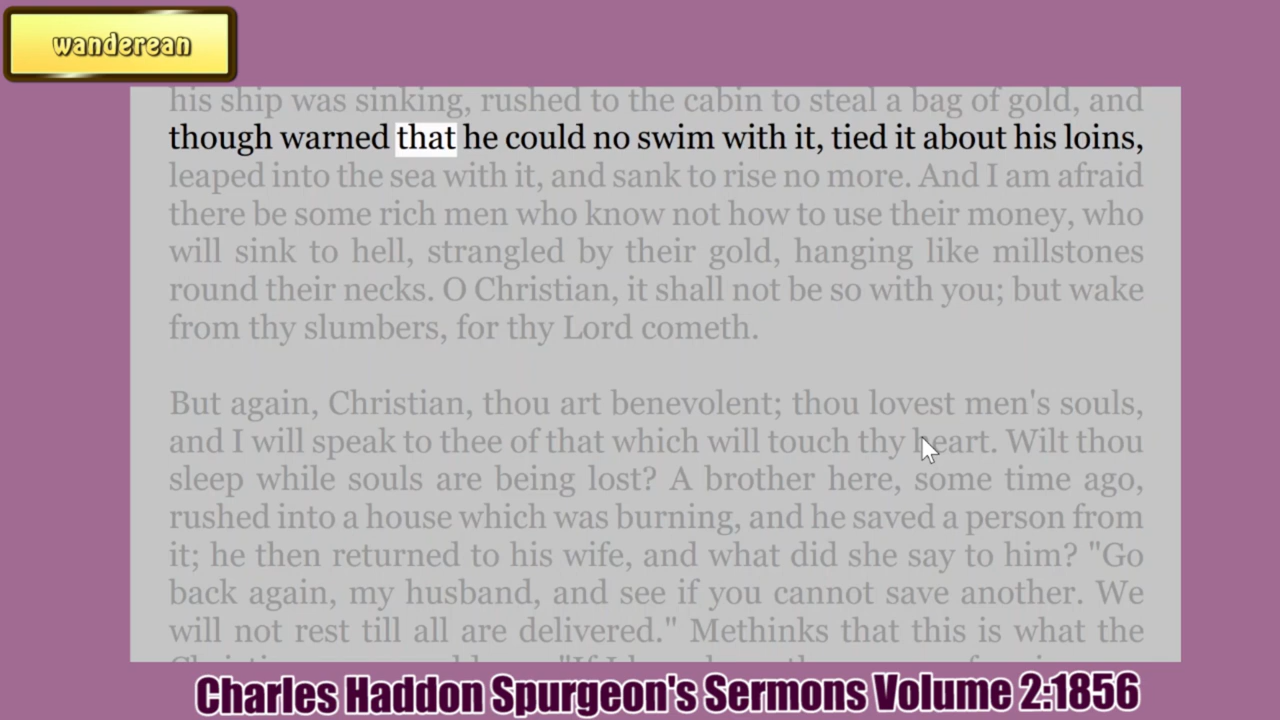 wanderean
his ship was sinking, rushed to the cabin to steal a bag of gold, and
though warned that he could no swim with it, tied it about his loins,
leaped into the sea with it, and sank to rise no more. And I am afraid
there be some rich men who know not how to use their money, who
will sink to hell, strangled by their gold, hanging like millstones
round their necks. O Christian, it shall not be so with you; but wake
from thy slumbers, for thy Lord cometh.
But again, Christian, thou art benevolent; thou lovest men's souls,
and I will speak to thee of that which will touch thy heart. Wilt thou
sleep while souls are being lost? A brother here, some time ago,
rushed into a house which was burning, and he saved a person from
it; he then returned to his wife, and what did she say to him? "Go
back again, my husband, and see if you cannot save another. We
will not rest till all are delivered." Methinks that this is what the
Charles Haddon Spurgeon's Sermons Volume 2:1856